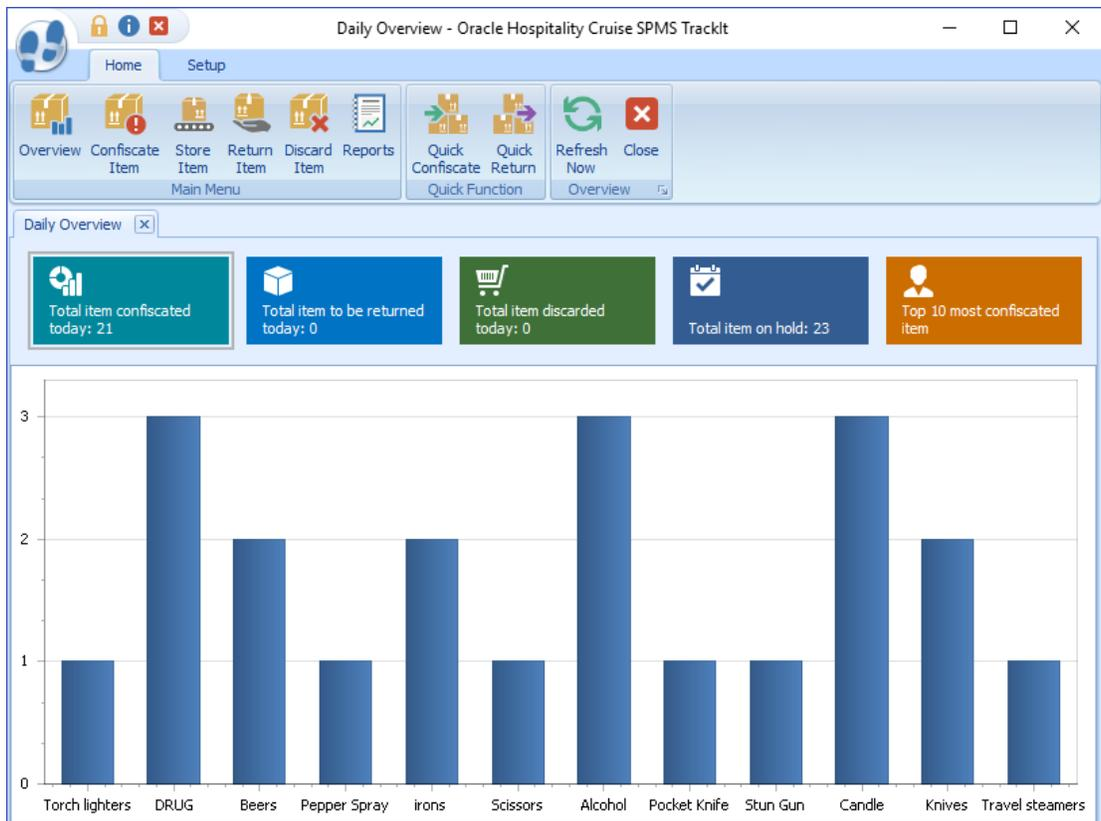 Daily Overview - Oracle Hospitality Cruise SPMS TrackIt
Home Setup
Overview Confiscate Item Store Item Return Item Discard Item Reports Quick Confiscate Quick Return Refresh Now Close
Main Menu Quick Function Overview
Daily Overview
Total item confiscated today: 21
Total item to be returned today: 0
Total item discarded today: 0
Total item on hold: 23
Top 10 most confiscated item
3
2
1
0
Torch lighters DRUG Beers Pepper Spray irons Scissors Alcohol Pocket Knife Stun Gun Candle Knives Travel steamers